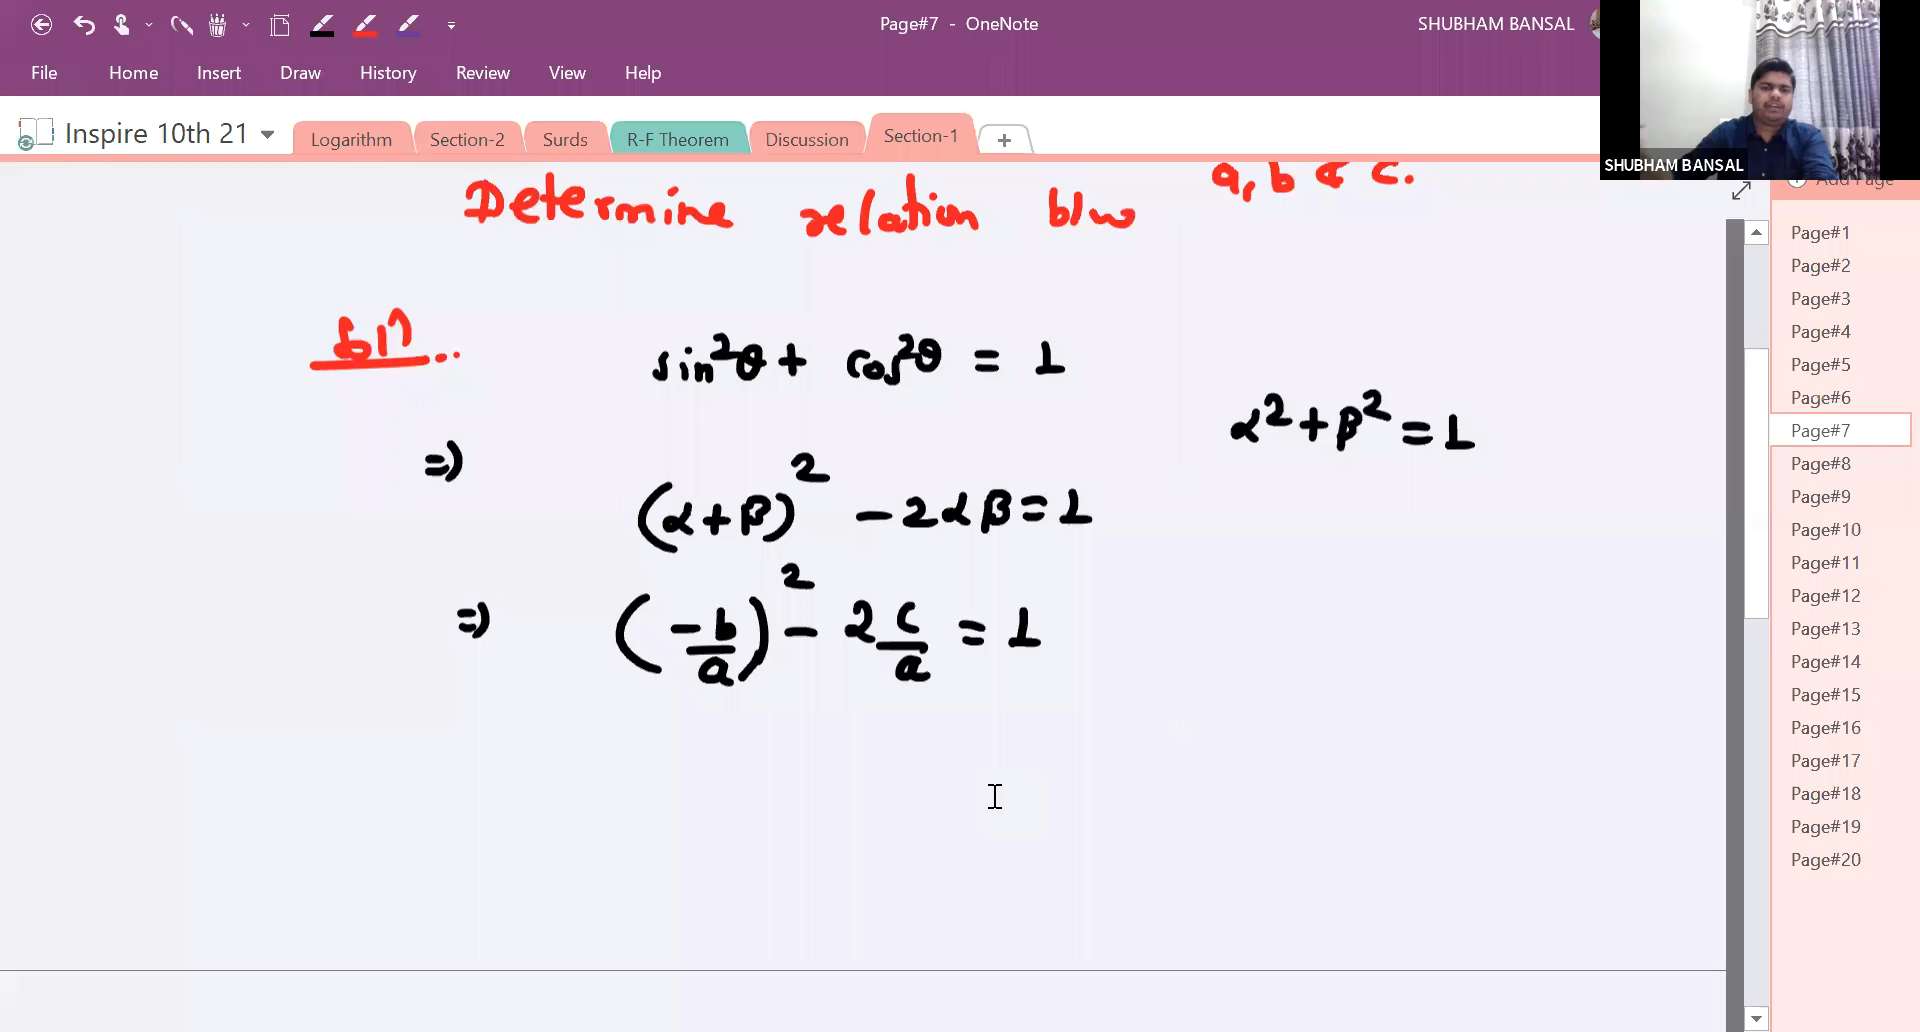 Page#7 - OneNote
SHUBHAM BANSAL
File Home Insert Draw History Review View Help
Inspire 10th 21
Logarithm Section-2 Surds R-F Theorem Discussion Section-1 +
SHUBHAM BANSAL
Add Page
Determine relation b/w a, b & c.
Sol^n..
sin²θ + cos²θ = 1
α² + β² = 1
=> (α+β)² - 2αβ = 1
=> (-b/a)² - 2c/a = 1
Page#1
Page#2
Page#3
Page#4
Page#5
Page#6
Page#7
Page#8
Page#9
Page#10
Page#11
Page#12
Page#13
Page#14
Page#15
Page#16
Page#17
Page#18
Page#19
Page#20